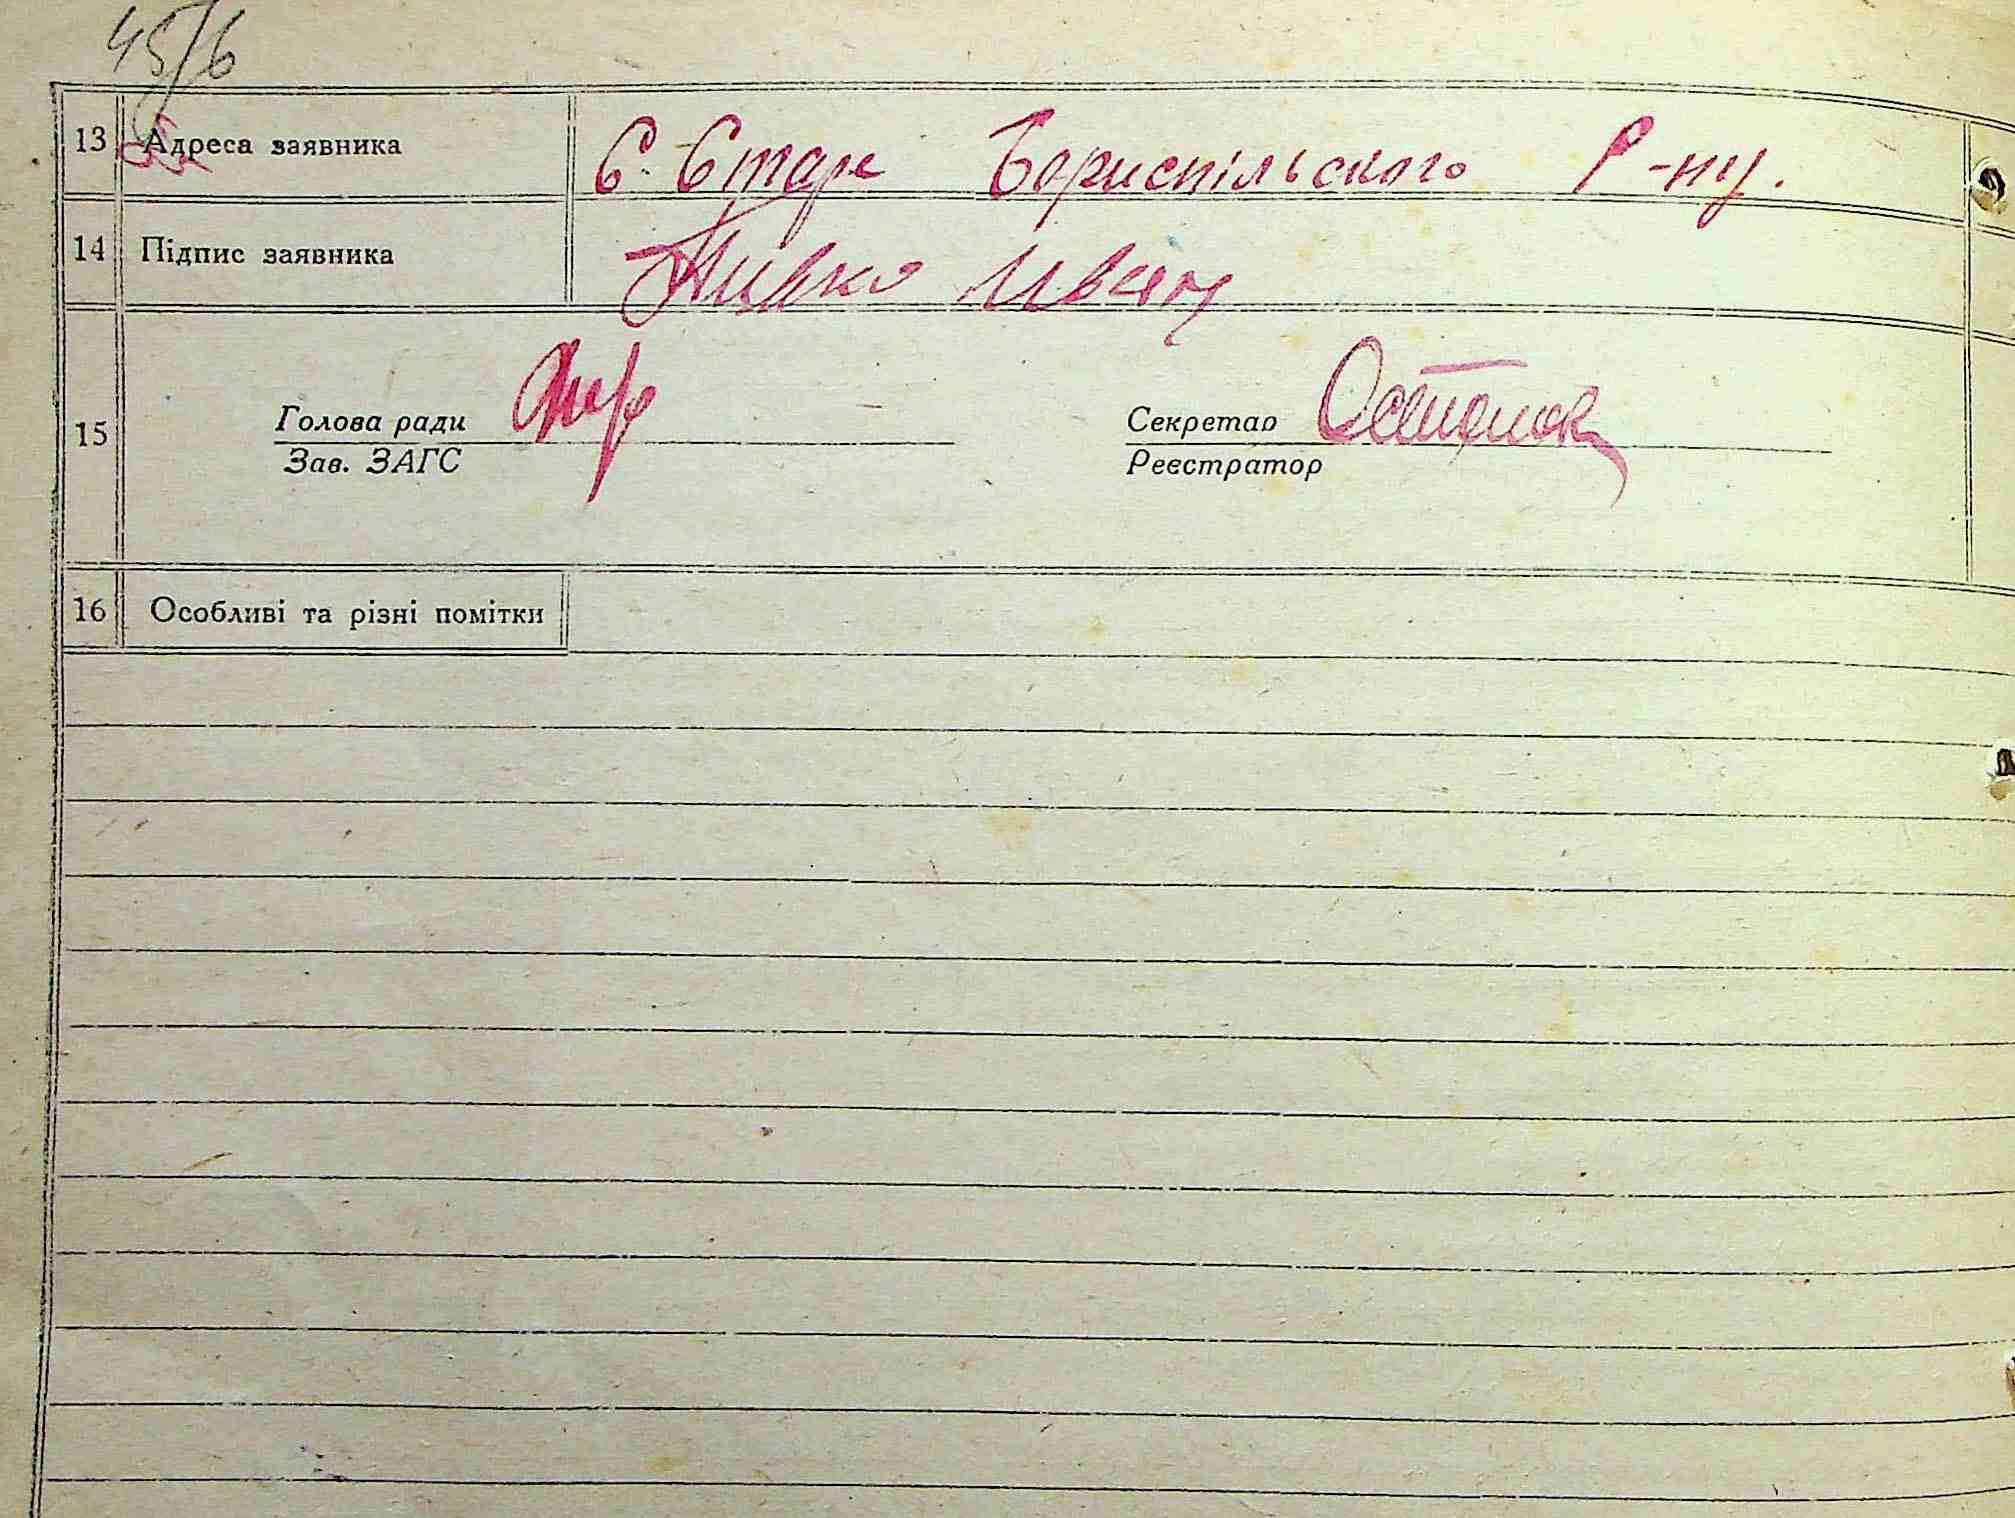 45/6
13 Адреса заявника С. Старе Бориспільського Р-ну.
14 Підпис заявника Иван
Голова ради Секретар
15
Зав. ЗАГС Реєстратор
16 Особливі та різні помітки